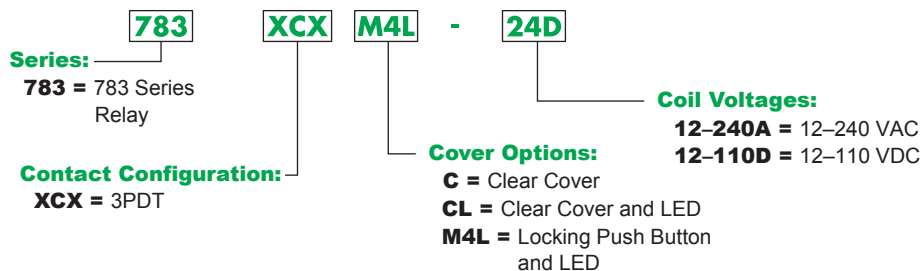 783 XCX M4L - 24D
Series:
783 = 783 Series
Relay
Contact Configuration:
XCX = 3PDT
Cover Options:
C = Clear Cover
CL = Clear Cover and LED
M4L = Locking Push Button
and LED
Coil Voltages:
12–240A = 12–240 VAC
12–110D = 12–110 VDC